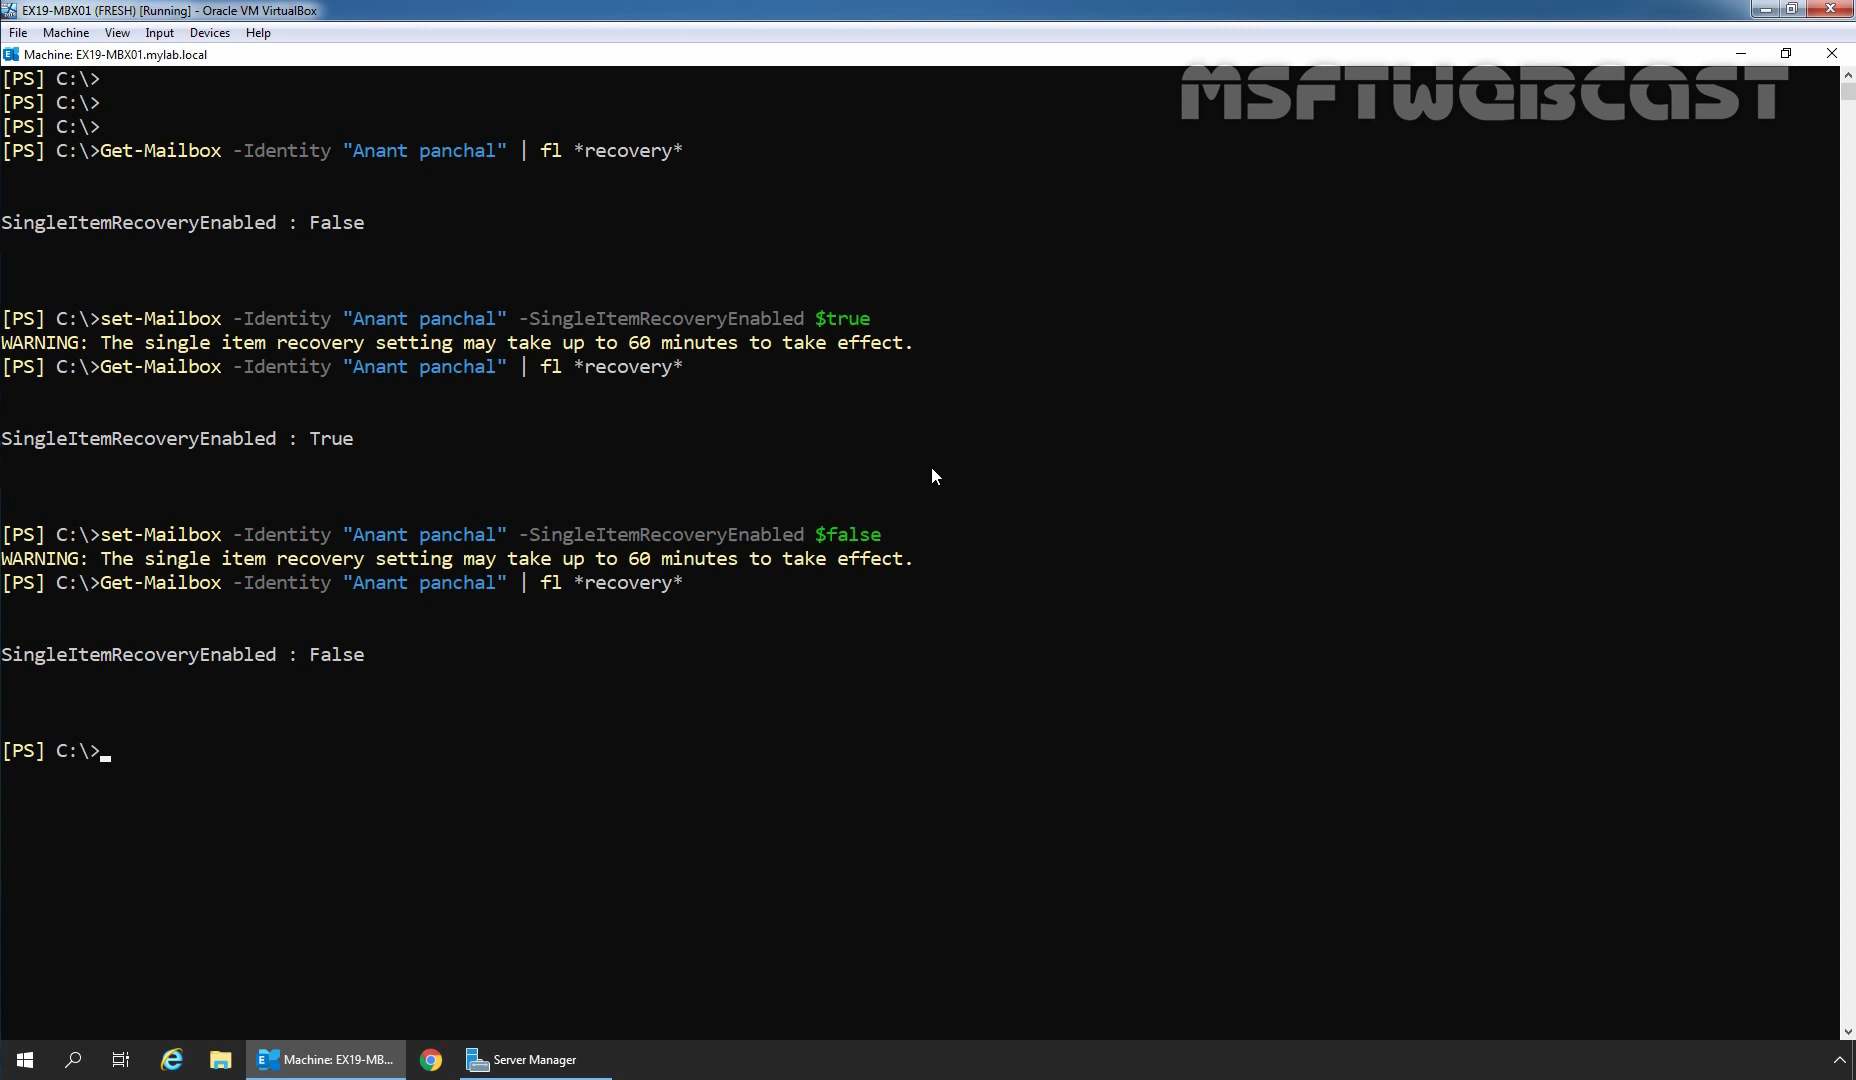 EX19-MBX01 (FRESH) [Running] - Oracle VM VirtualBox
File Machine View Input Devices Help
Machine: EX19-MBX01.mylab.local
MSFTWEBCAST
[PS] C:\>
[PS] C:\>
[PS] C:\>
[PS] C:\>Get-Mailbox -Identity "Anant panchal" | fl *recovery*
SingleItemRecoveryEnabled : False
[PS] C:\>set-Mailbox -Identity "Anant panchal" -SingleItemRecoveryEnabled $true
WARNING: The single item recovery setting may take up to 60 minutes to take effect.
[PS] C:\>Get-Mailbox -Identity "Anant panchal" | fl *recovery*
SingleItemRecoveryEnabled : True
[PS] C:\>set-Mailbox -Identity "Anant panchal" -SingleItemRecoveryEnabled $false
WARNING: The single item recovery setting may take up to 60 minutes to take effect.
[PS] C:\>Get-Mailbox -Identity "Anant panchal" | fl *recovery*
SingleItemRecoveryEnabled : False
[PS] C:\>
Machine: EX19-MB... Server Manager